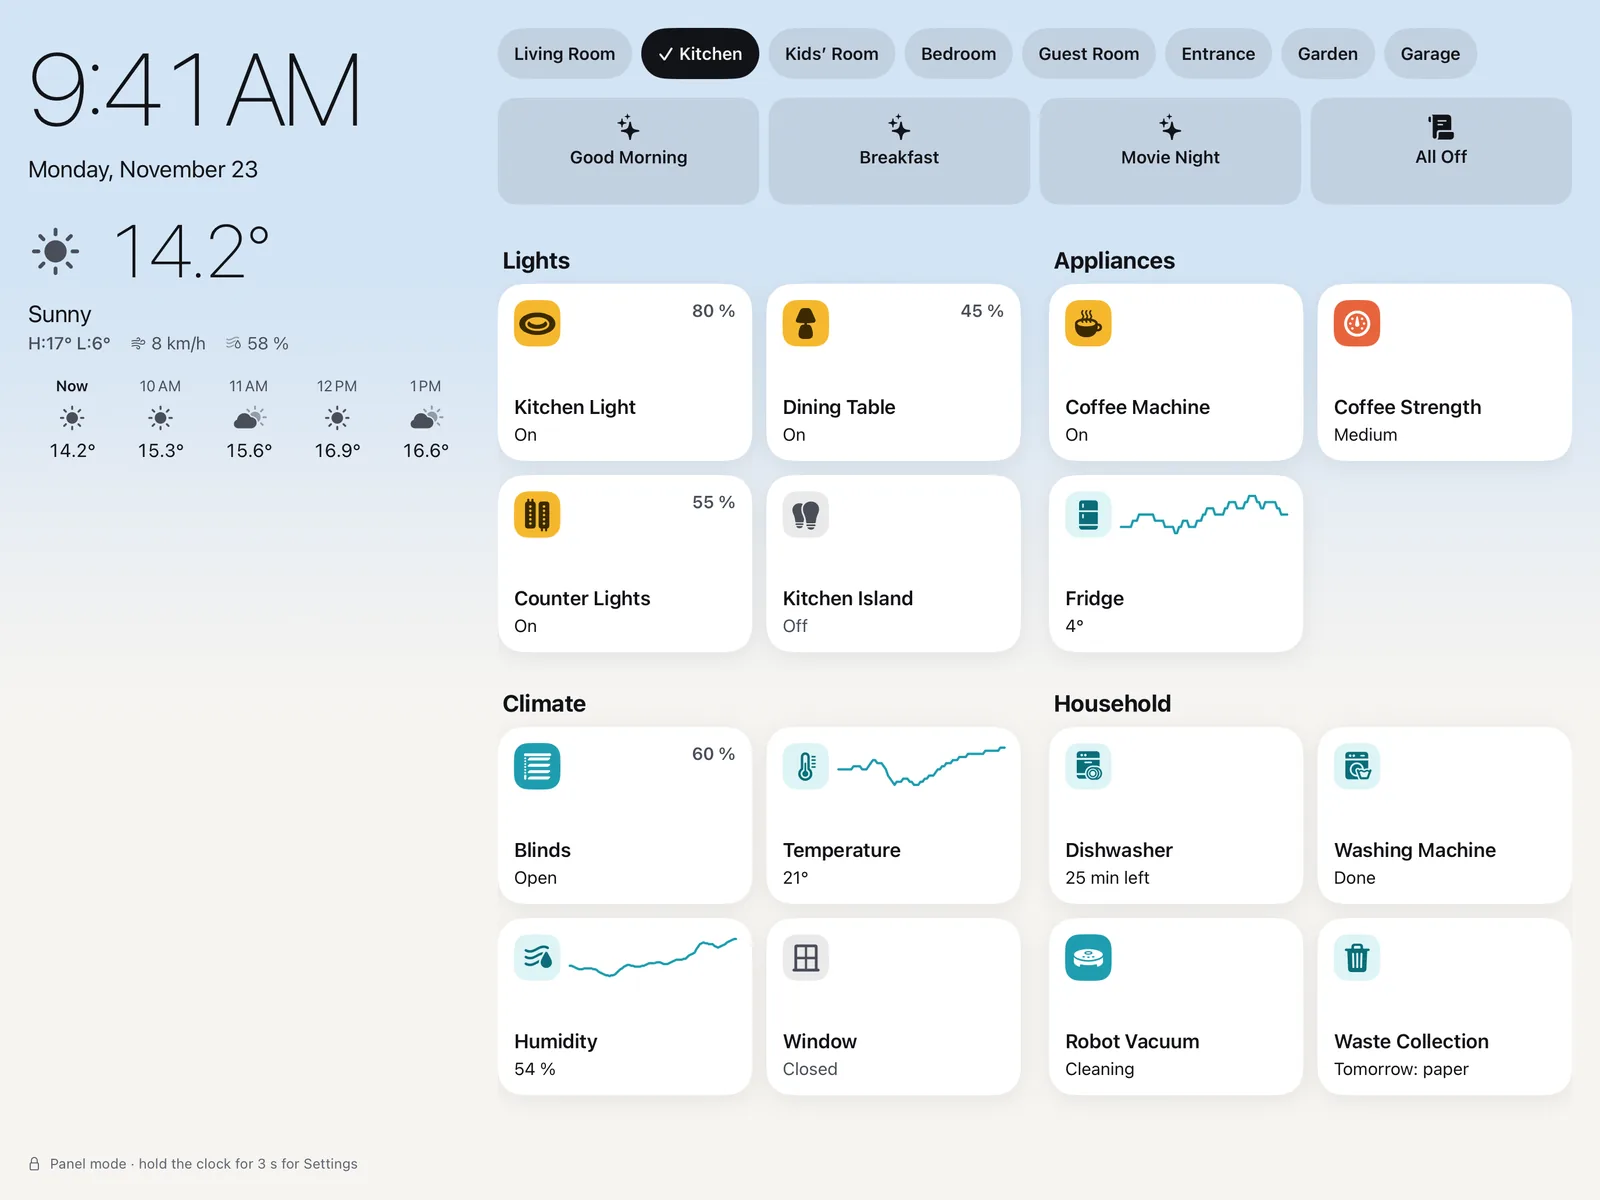 9:41 AM
Monday, November 23
14.2°
Sunny
H:17° L:6° 8 km/h 58 %
Now 10 AM 11 AM 12 PM 1 PM
14.2° 15.3° 15.6° 16.9° 16.6°
Living Room ✓ Kitchen Kids’ Room Bedroom Guest Room Entrance Garden Garage
Good Morning Breakfast Movie Night All Off
Lights
80 %
Kitchen Light
On
45 %
Dining Table
On
55 %
Counter Lights
On
Kitchen Island
Off
Appliances
Coffee Machine
On
Coffee Strength
Medium
Fridge
4°
Climate
60 %
Blinds
Open
Temperature
21°
Humidity
54 %
Window
Closed
Household
Dishwasher
25 min left
Washing Machine
Done
Robot Vacuum
Cleaning
Waste Collection
Tomorrow: paper
Panel mode · hold the clock for 3 s for Settings